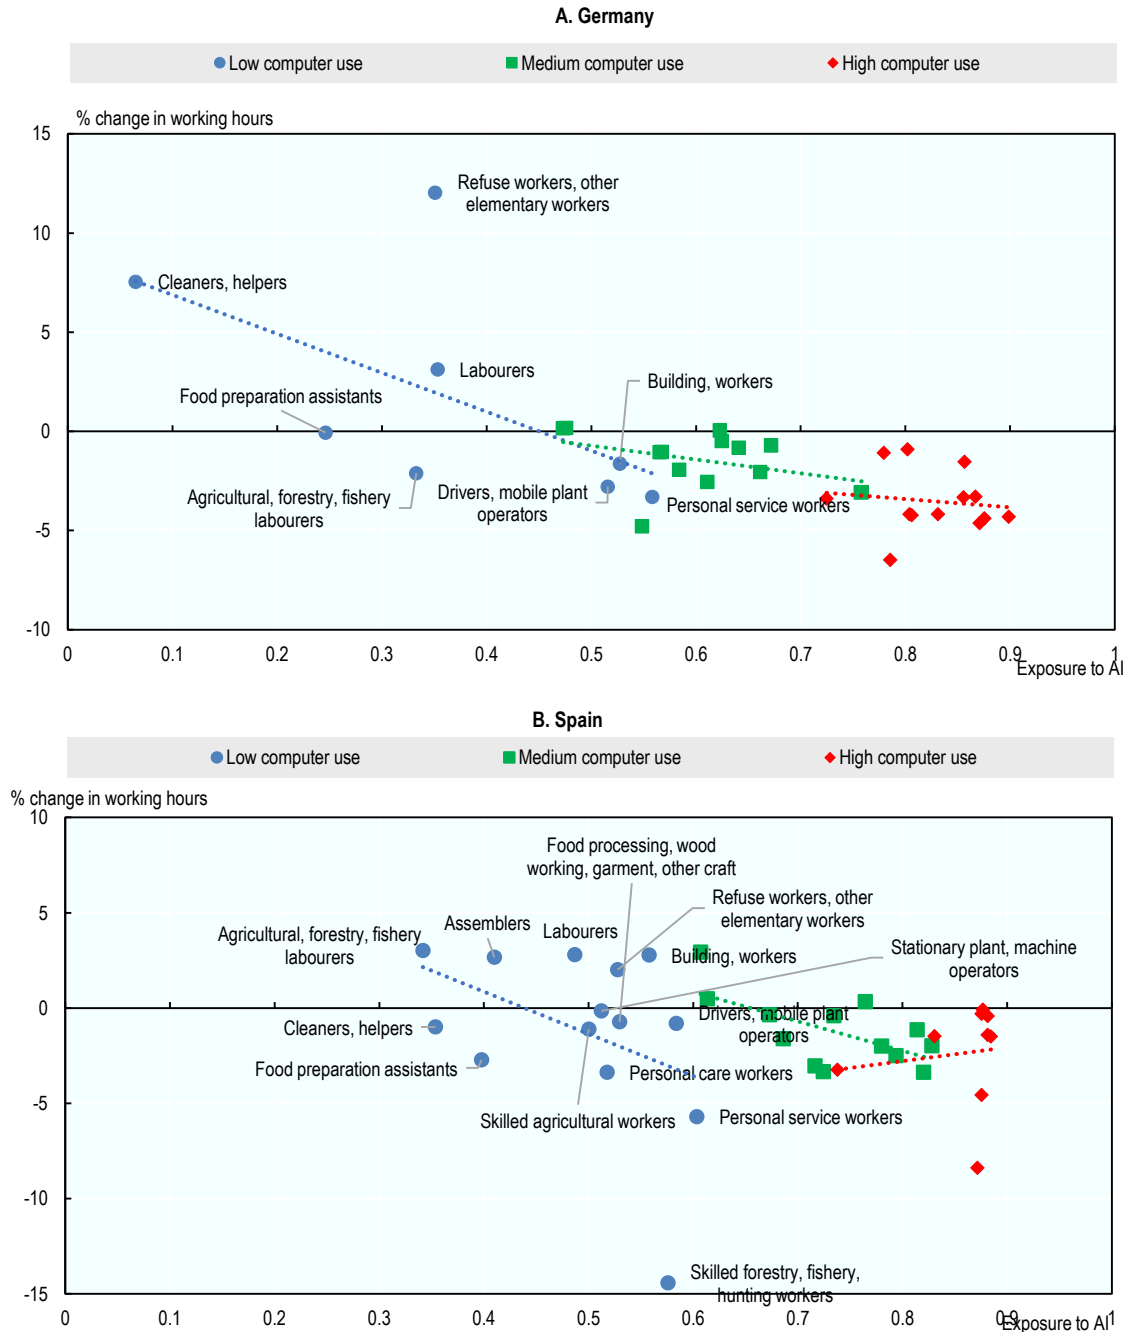 A. Germany
Low computer use
Medium computer use
High computer use
% change in working hours
15
10
5
0
-5
-10
Refuse workers, other
elementary workers
Cleaners, helpers
Labourers
Building, workers
Food preparation assistants
Agricultural, forestry, fishery
labourers
Drivers, mobile plant
operators
Personal service workers
0
0.1
0.2
0.3
0.4
0.5
0.6
0.7
0.8
0.9
1
Exposure to AI
B. Spain
Low computer use
Medium computer use
High computer use
% change in working hours
10
5
0
-5
-10
-15
Food processing, wood
working, garment, other craft
Refuse workers, other
elementary workers
Assemblers
Labourers
Agricultural, forestry, fishery
labourers
Building, workers
Stationary plant, machine
operators
Cleaners, helpers
Drivers, mobile plant
operators
Food preparation assistants
Personal care workers
Skilled agricultural workers
Personal service workers
Skilled forestry, fishery,
hunting workers
0
0.1
0.2
0.3
0.4
0.5
0.6
0.7
0.8
0.9
1
Exposure to AI